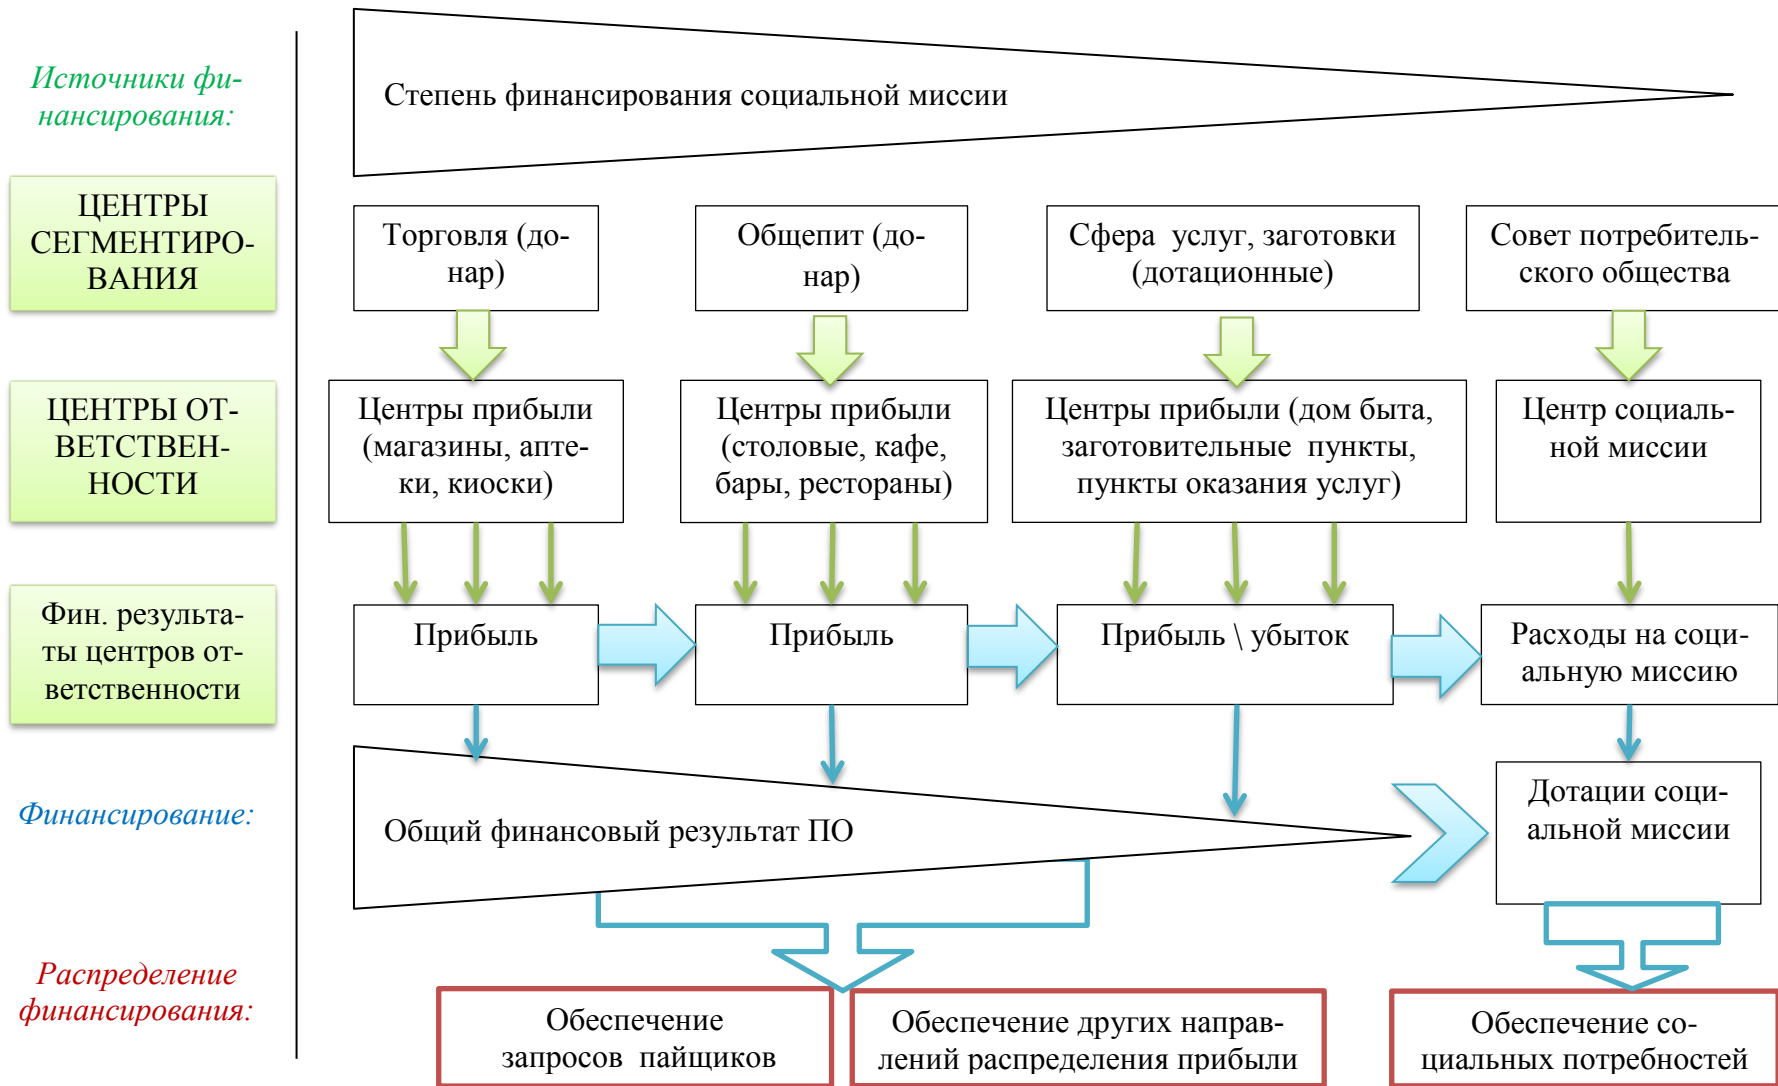 Источники фи-
нансирования:
Степень финансирования социальной миссии
ЦЕНТРЫ
СЕГМЕНТИРО-
ВАНИЯ
Торговля (до-
нар)
Общепит (до-
нар)
Сфера услуг, заготовки
(дотационные)
Совет потребитель-
ского общества
ЦЕНТРЫ ОТ-
ВЕТСТВЕН-
НОСТИ
Центры прибыли
(магазины, апте-
ки, киоски)
Центры прибыли
(столовые, кафе,
бары, рестораны)
Центры прибыли (дом быта,
заготовительные пункты,
пункты оказания услуг)
Центр социаль-
ной миссии
Фин. результа-
ты центров от-
ветственности
Прибыль
Прибыль
Прибыль \ убыток
Расходы на соци-
альную миссию
Финансирование:
Общий финансовый результат ПО
Дотации соци-
альной миссии
Распределение
финансирования:
Обеспечение
запросов пайщиков
Обеспечение других направ-
лений распределения прибыли
Обеспечение со-
циальных потребностей